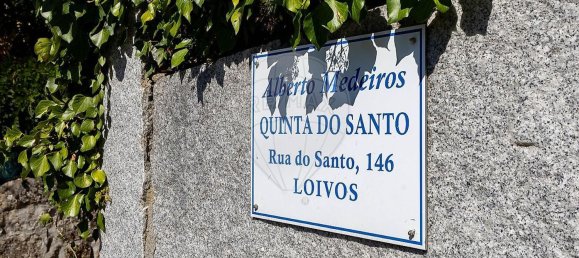 Alberto Medeiros
QUINTA DO SANTO
Rua do Santo, 146
LOIVOS